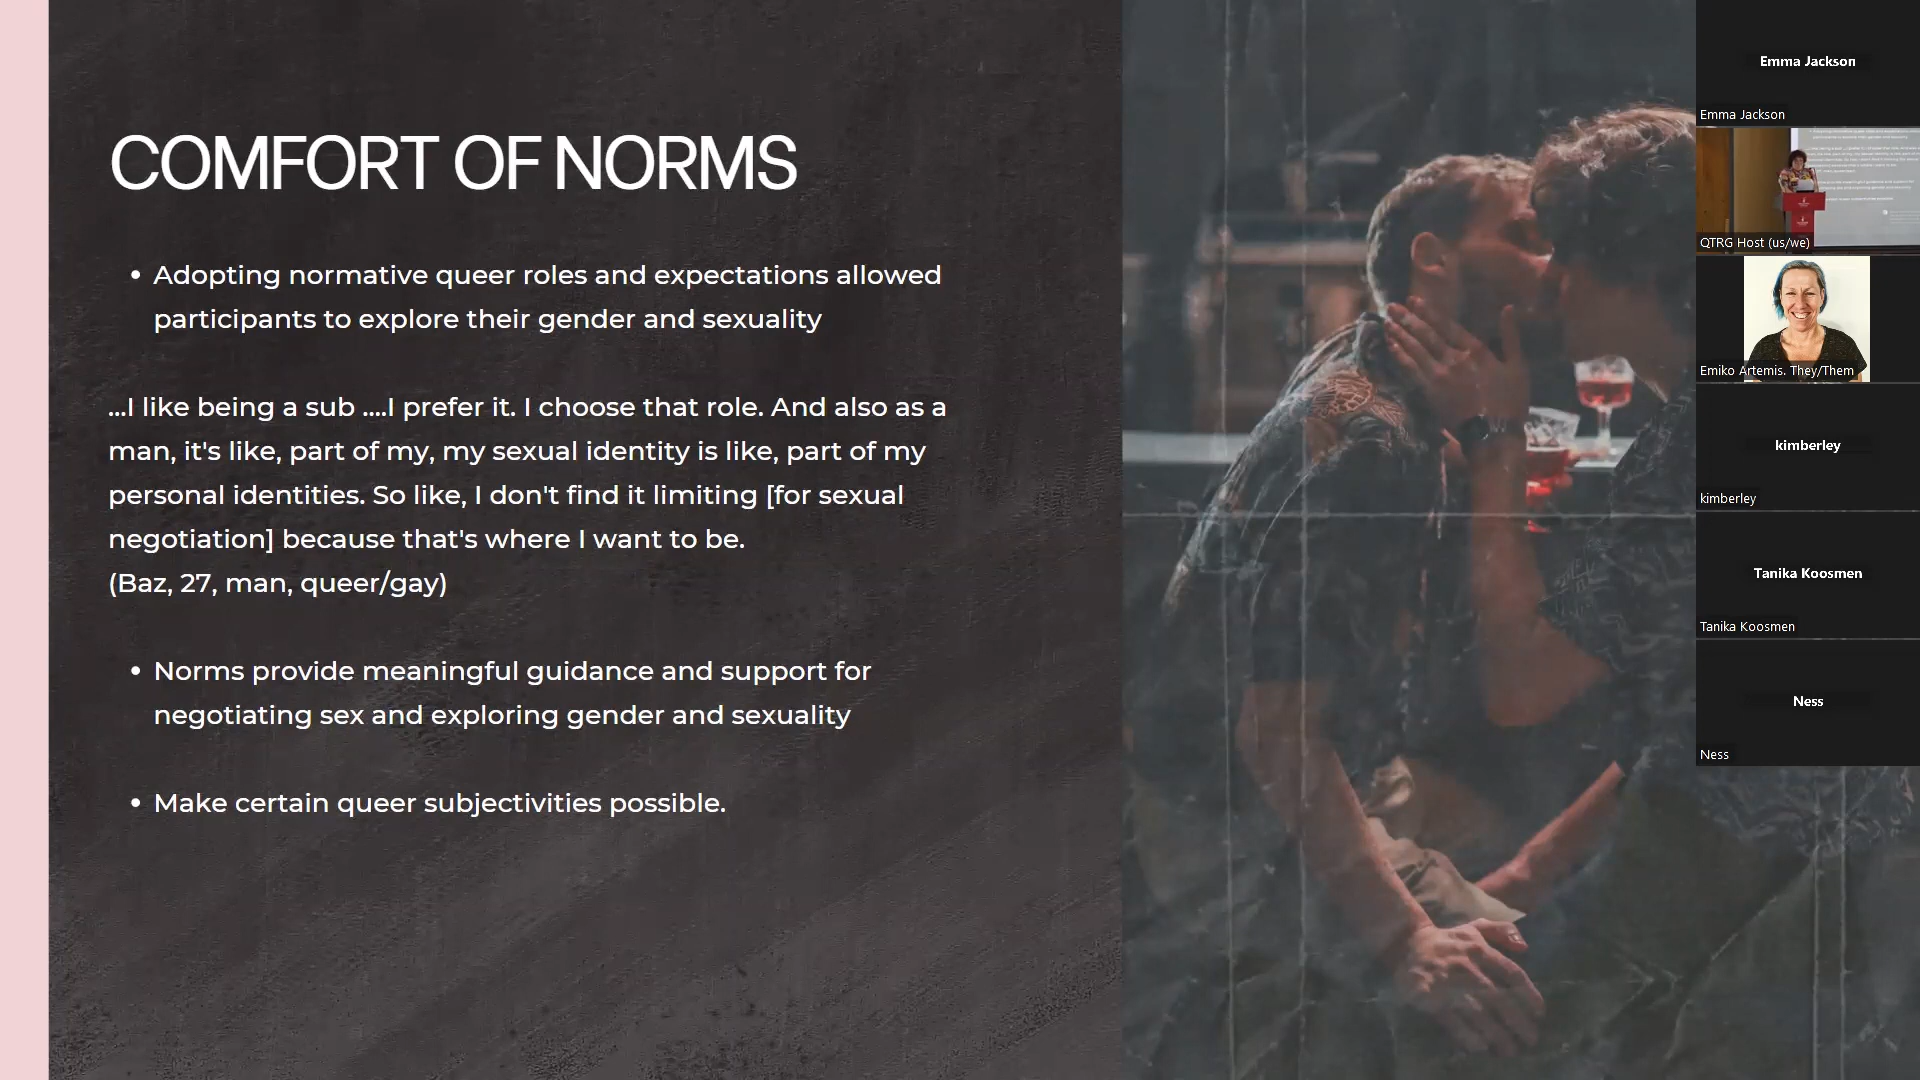 COMFORT OF NORMS
• Adopting normative queer roles and expectations allowed
participants to explore their gender and sexuality
...I like being a sub ....I prefer it. I choose that role. And also as a
man, it's like, part of my, my sexual identity is like, part of my
personal identities. So like, I don't find it limiting [for sexual
negotiation] because that's where I want to be.
(Baz, 27, man, queer/gay)
• Norms provide meaningful guidance and support for
negotiating sex and exploring gender and sexuality
• Make certain queer subjectivities possible.
Emma Jackson
Emma Jackson
QTRG Host (us/we)
Emiko Artemis. They/Them
kimberley
kimberley
Tanika Koosmen
Tanika Koosmen
Ness
Ness